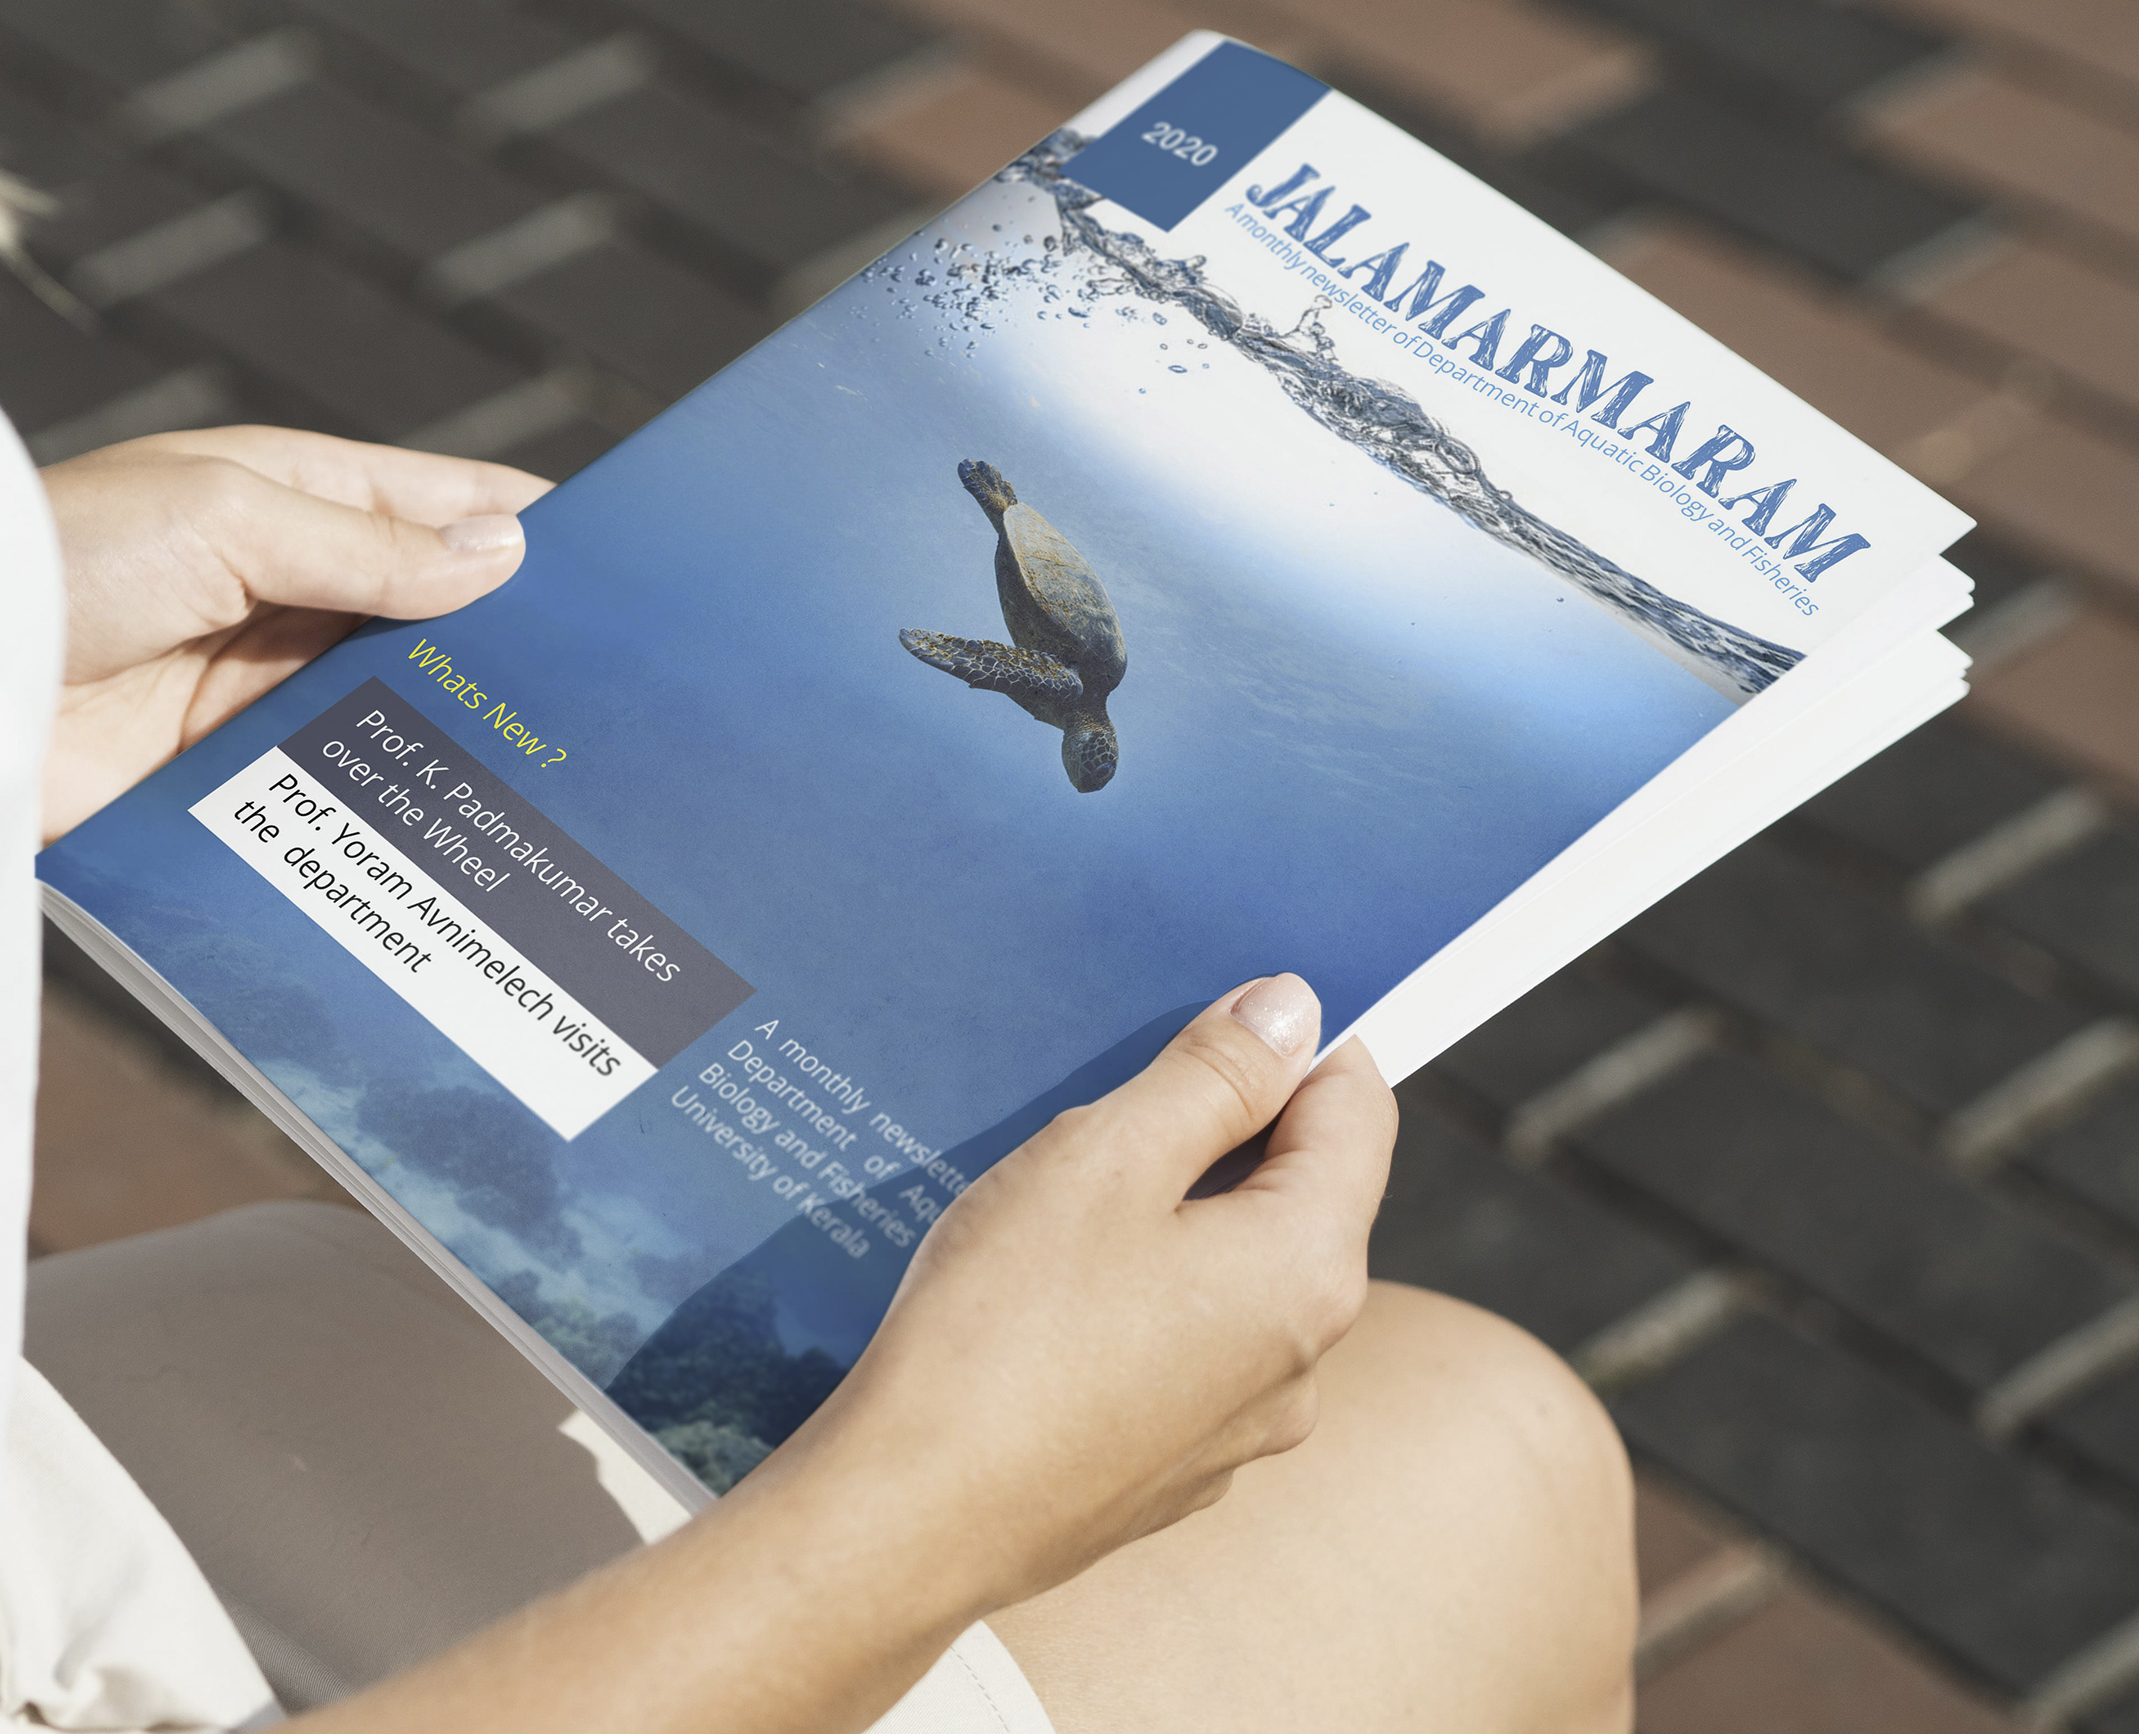 2020
JALAMARMARAM
A monthly newsletter of Department of Aquatic Biology and Fisheries
Whats New ?
Prof. K. Padmakumar takes
over the Wheel
Prof. Yoram Avnimelech visits
the department
A monthly
Department of
Biology and Fisheries
University of Kerala